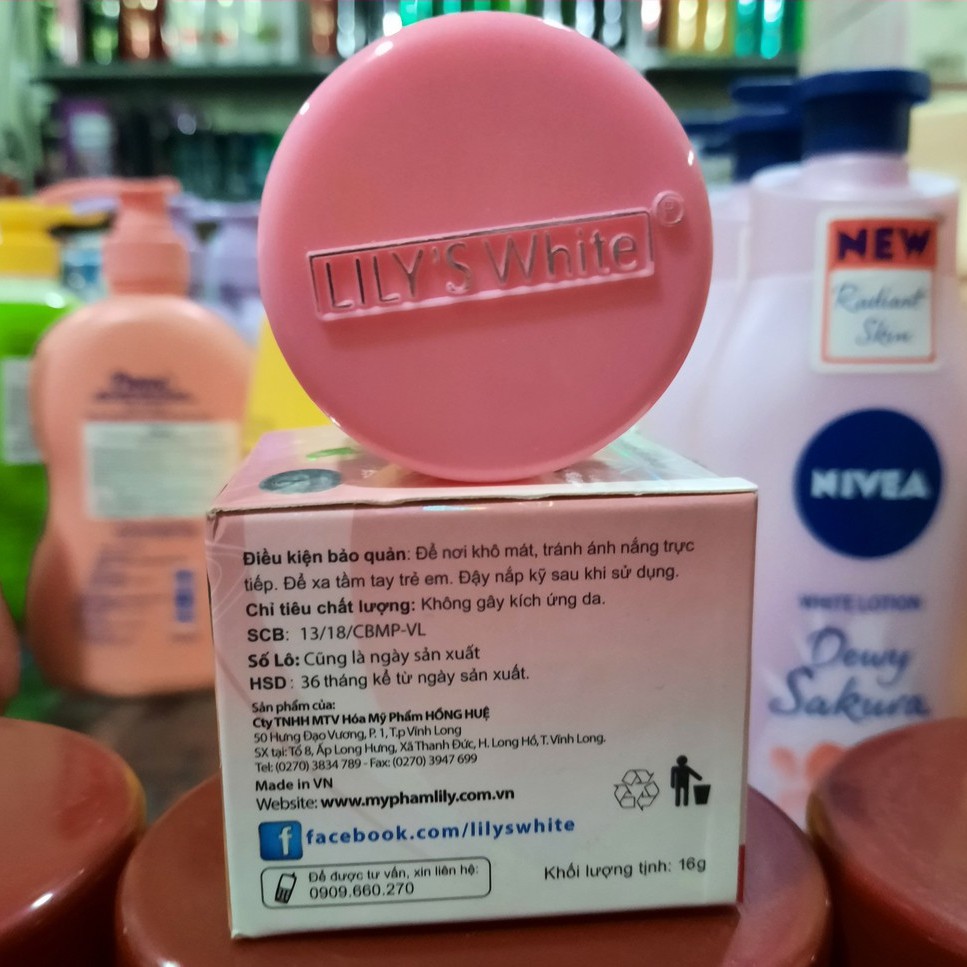 LILY'S White
NEW
Radiant
Skin
NIVEA
WHITE LOTION
Dewy
Sakura
Điều kiện bảo quản: Để nơi khô mát, tránh ánh nắng trực
tiếp. Để xa tầm tay trẻ em. Đậy nắp kỹ sau khi sử dụng.
Chỉ tiêu chất lượng: Không gây kích ứng da.
SCB: 13/18/CBMP-VL
Số Lô: Cũng là ngày sản xuất
HSD : 36 tháng kể từ ngày sản xuất.
Sản phẩm của:
Cty TNHH MTV Hóa Mỹ Phẩm HỒNG HUỆ
50 Hưng Đạo Vương, P. 1, T.p Vĩnh Long
SX tại: Tổ 8, Ấp Long Hưng, Xã Thanh Đức, H. Long Hồ, T. Vĩnh Long.
Tel: (0270) 3834 789 - Fax: (0270) 3947 699
Made in VN
Website: www.myphamlily.com.vn
f facebook.com/lilyswhite
Để được tư vấn, xin liên hệ:
0909.660.270
Khối lượng tịnh: 16g